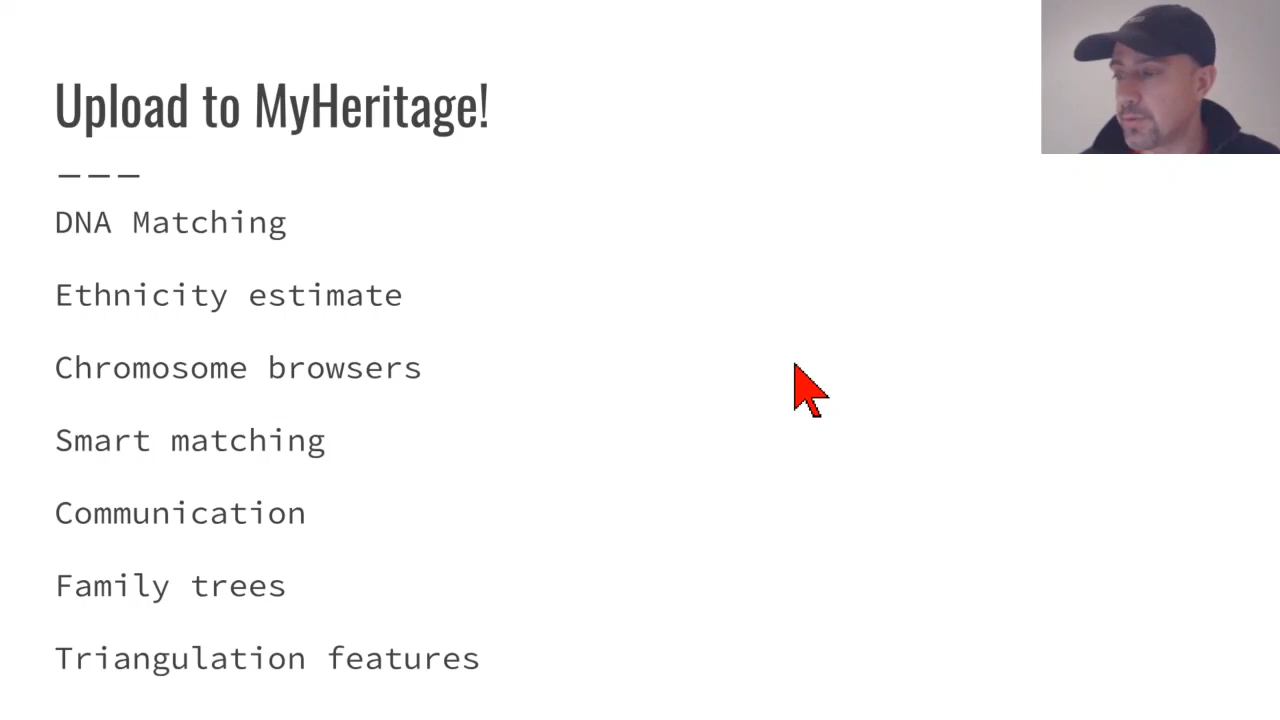 Upload to MyHeritage!
DNA Matching
Ethnicity estimate
Chromosome browsers
Smart matching
Communication
Family trees
Triangulation features